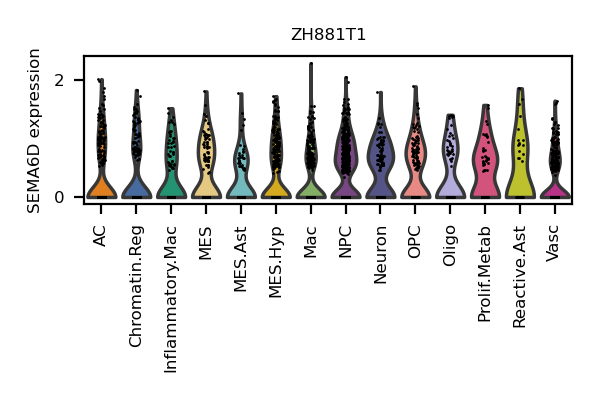 ZH881T1
SEMA6D expression
2
0
AC
Chromatin.Reg
Inflammatory.Mac
MES
MES.Ast
MES.Hyp
Mac
NPC
Neuron
OPC
Oligo
Prolif.Metab
Reactive.Ast
Vasc